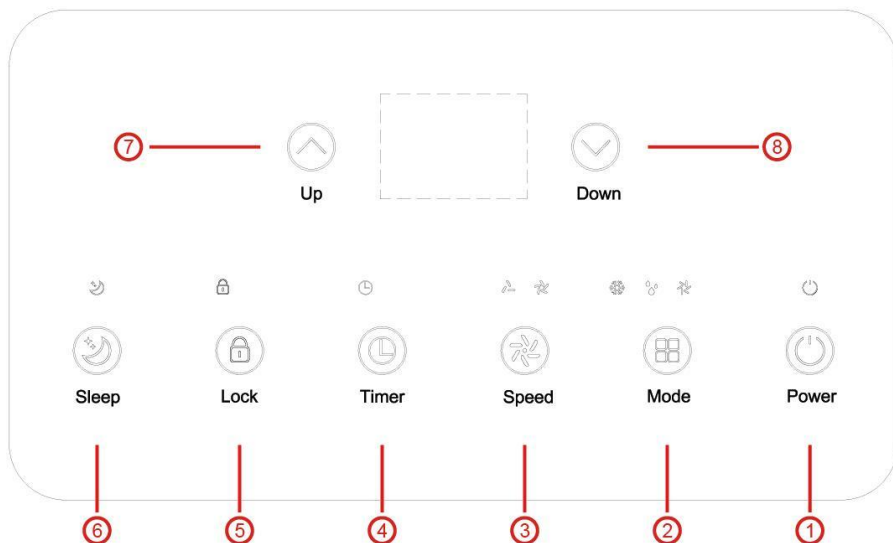 ⑦ ⑧
Up Down
Sleep Lock Timer Speed Mode Power
⑥ ⑤ ④ ③ ② ①